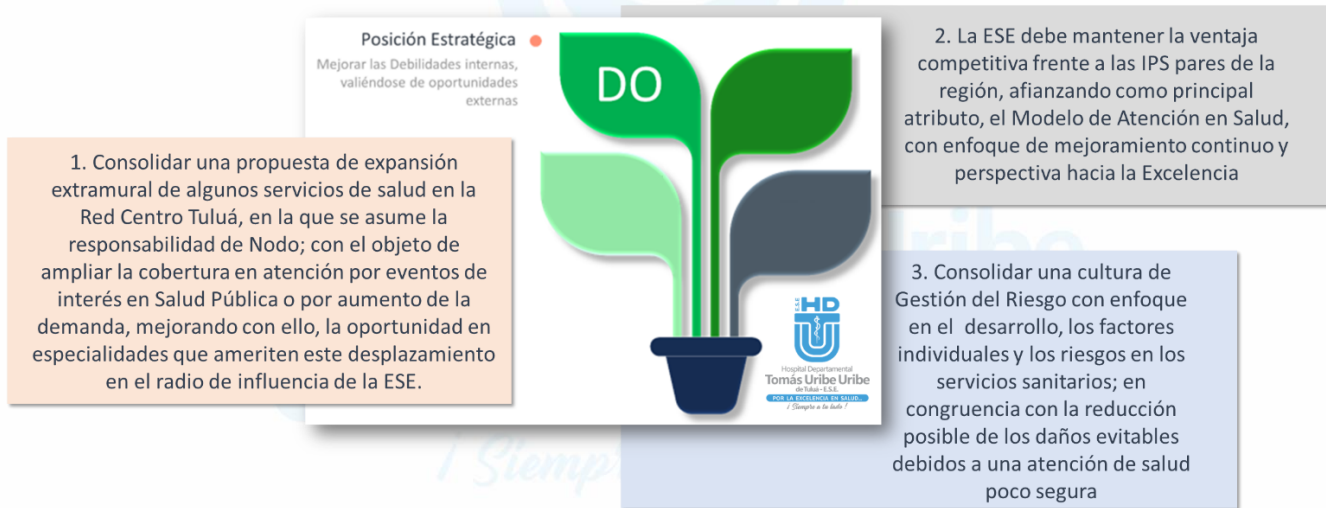 Posición Estratégica
Mejorar las Debilidades internas,
valiéndose de oportunidades
externas
DO
1. Consolidar una propuesta de expansión
extramural de algunos servicios de salud en la
Red Centro Tuluá, en la que se asume la
responsabilidad de Nodo; con el objeto de
ampliar la cobertura en atención por eventos de
interés en Salud Pública o por aumento de la
demanda, mejorando con ello, la oportunidad en
especialidades que ameriten este desplazamiento
en el radio de influencia de la ESE.
2. La ESE debe mantener la ventaja
competitiva frente a las IPS pares de la
región, afianzando como principal
atributo, el Modelo de Atención en Salud,
con enfoque de mejoramiento continuo y
perspectiva hacia la Excelencia
3. Consolidar una cultura de
Gestión del Riesgo con enfoque
en el desarrollo, los factores
individuales y los riesgos en los
servicios sanitarios; en
congruencia con la reducción
posible de los daños evitables
debidos a una atención de salud
poco segura
E.S.E.
HD
Hospital Departamental
Tomás Uribe Uribe
de Tuluá - E.S.E.
POR LA EXCELENCIA EN SALUD...
¡ Siempre a tu lado !
ribe
¡ Siemp